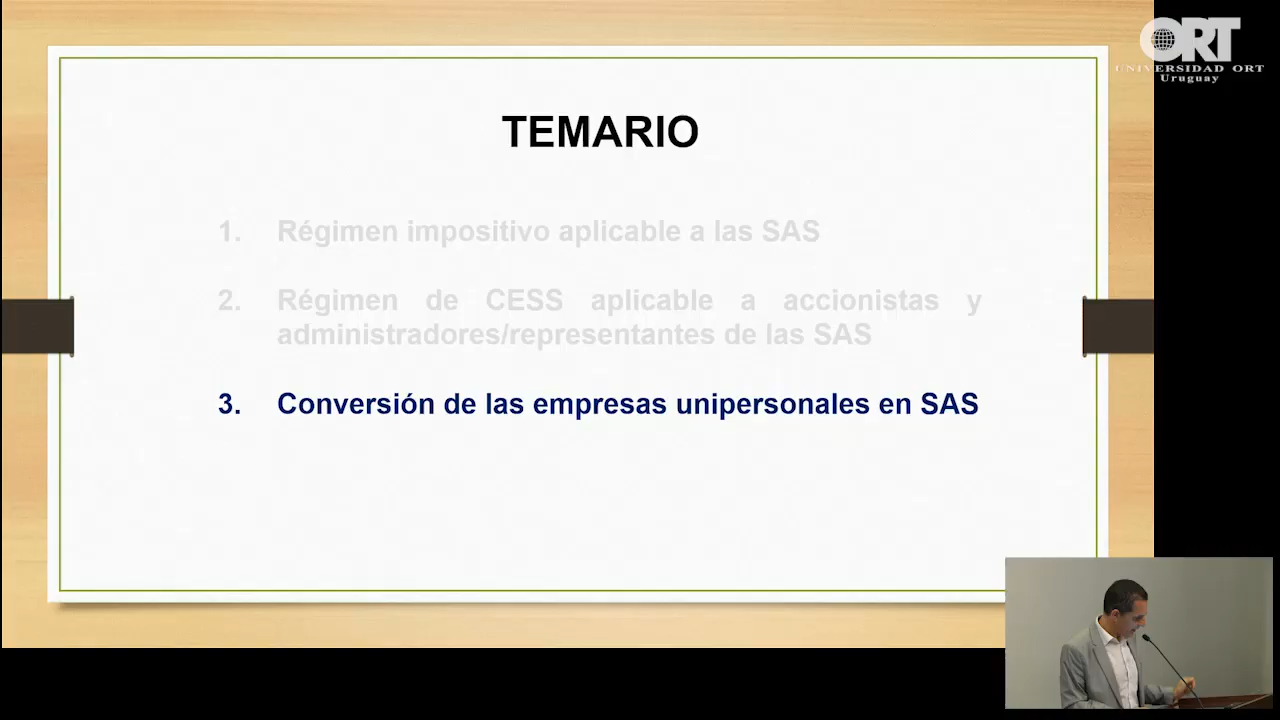 ORT
UNIVERSIDAD ORT
Uruguay
TEMARIO
1. Régimen impositivo aplicable a las SAS
2. Régimen de CESS aplicable a accionistas y
administradores/representantes de las SAS
3. Conversión de las empresas unipersonales en SAS